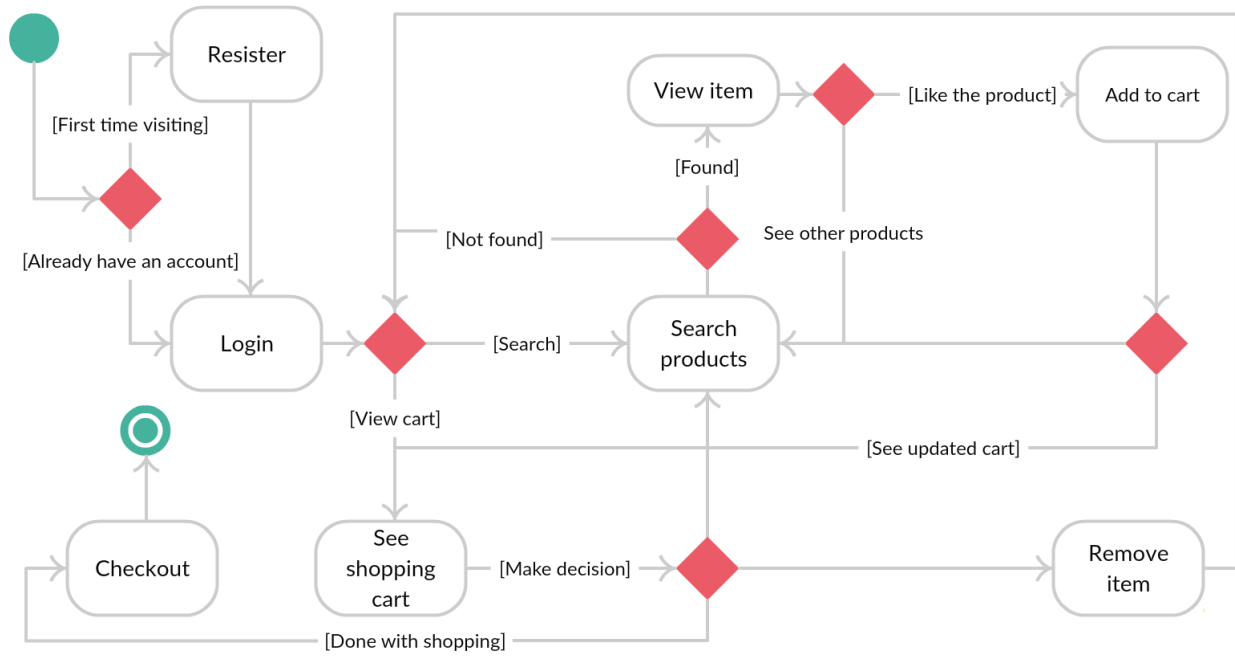 Resister
View item
[Like the product]
Add to cart
[First time visiting]
[Found]
[Not found]
See other products
[Already have an account]
Login
[Search]
Search
products
[View cart]
[See updated cart]
Checkout
See
shopping
cart
[Make decision]
Remove
item
[Done with shopping]